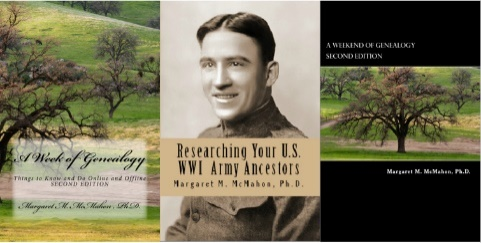 A Week of Genealogy
Things to Know and Do Online and Offline
SECOND EDITION
Margaret M. McMahon, Ph.D.
Researching Your U.S.
WWI Army Ancestors
Margaret M. McMahon, Ph.D.
A WEEKEND OF GENEALOGY
SECOND EDITION
Margaret M. McMahon, Ph.D.